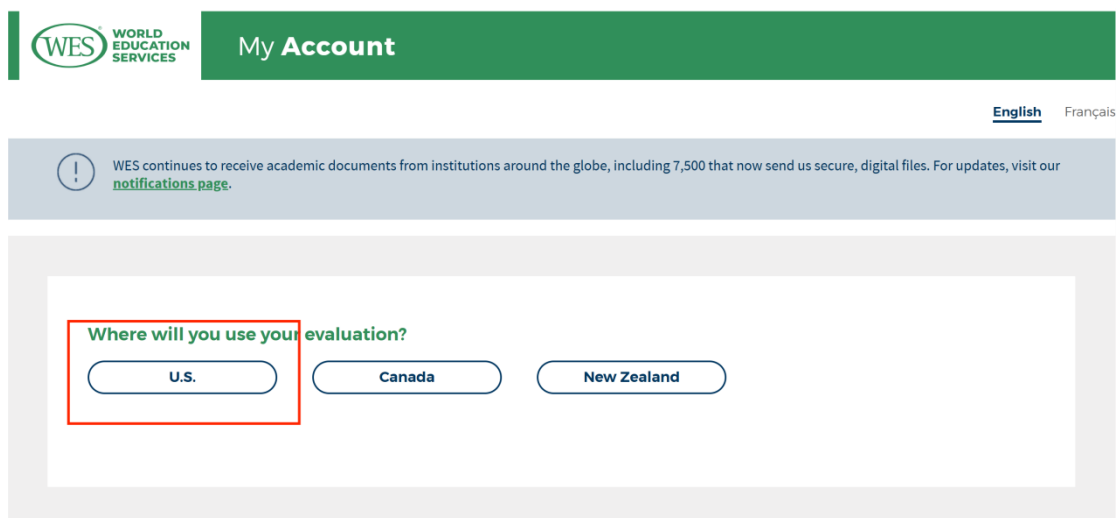 WES WORLD
EDUCATION
SERVICES
My Account
English Français
WES continues to receive academic documents from institutions around the globe, including 7,500 that now send us secure, digital files. For updates, visit our
notifications page.
Where will you use your evaluation?
U.S. Canada New Zealand